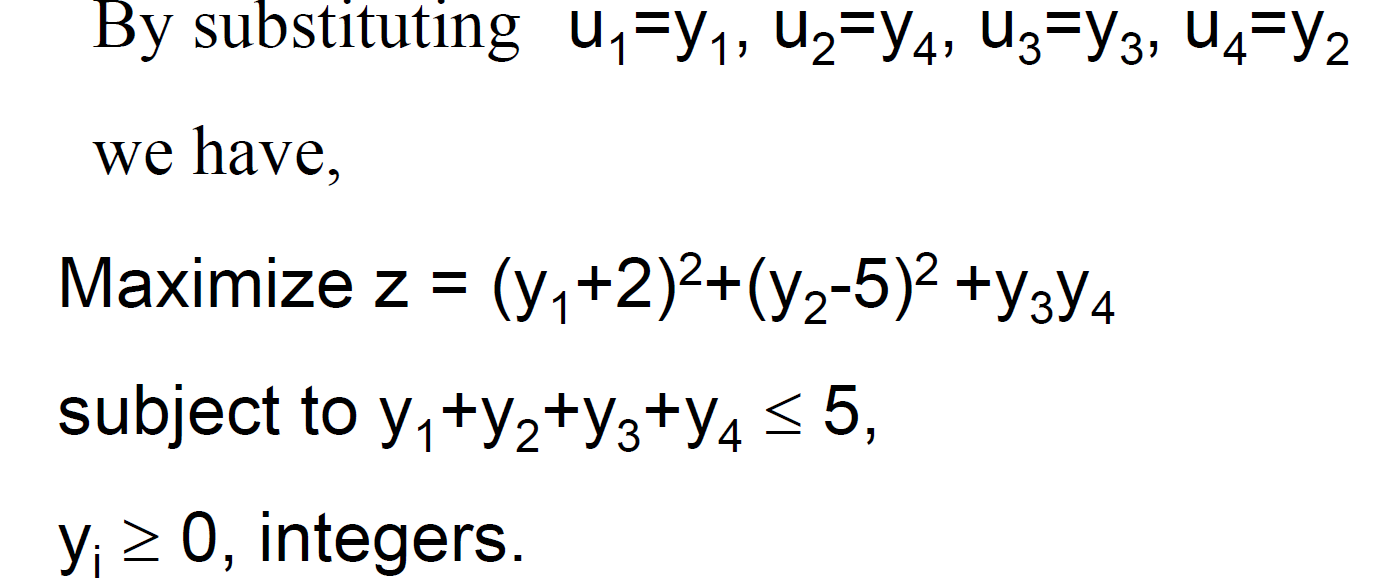 By substituting u₁=y₁, u₂=y₄, u₃=y₃, u₄=y₂
we have,
Maximize z = (y₁+2)²+(y₂-5)² +y₃y₄
subject to y₁+y₂+y₃+y₄ ≤ 5,
yᵢ ≥ 0, integers.